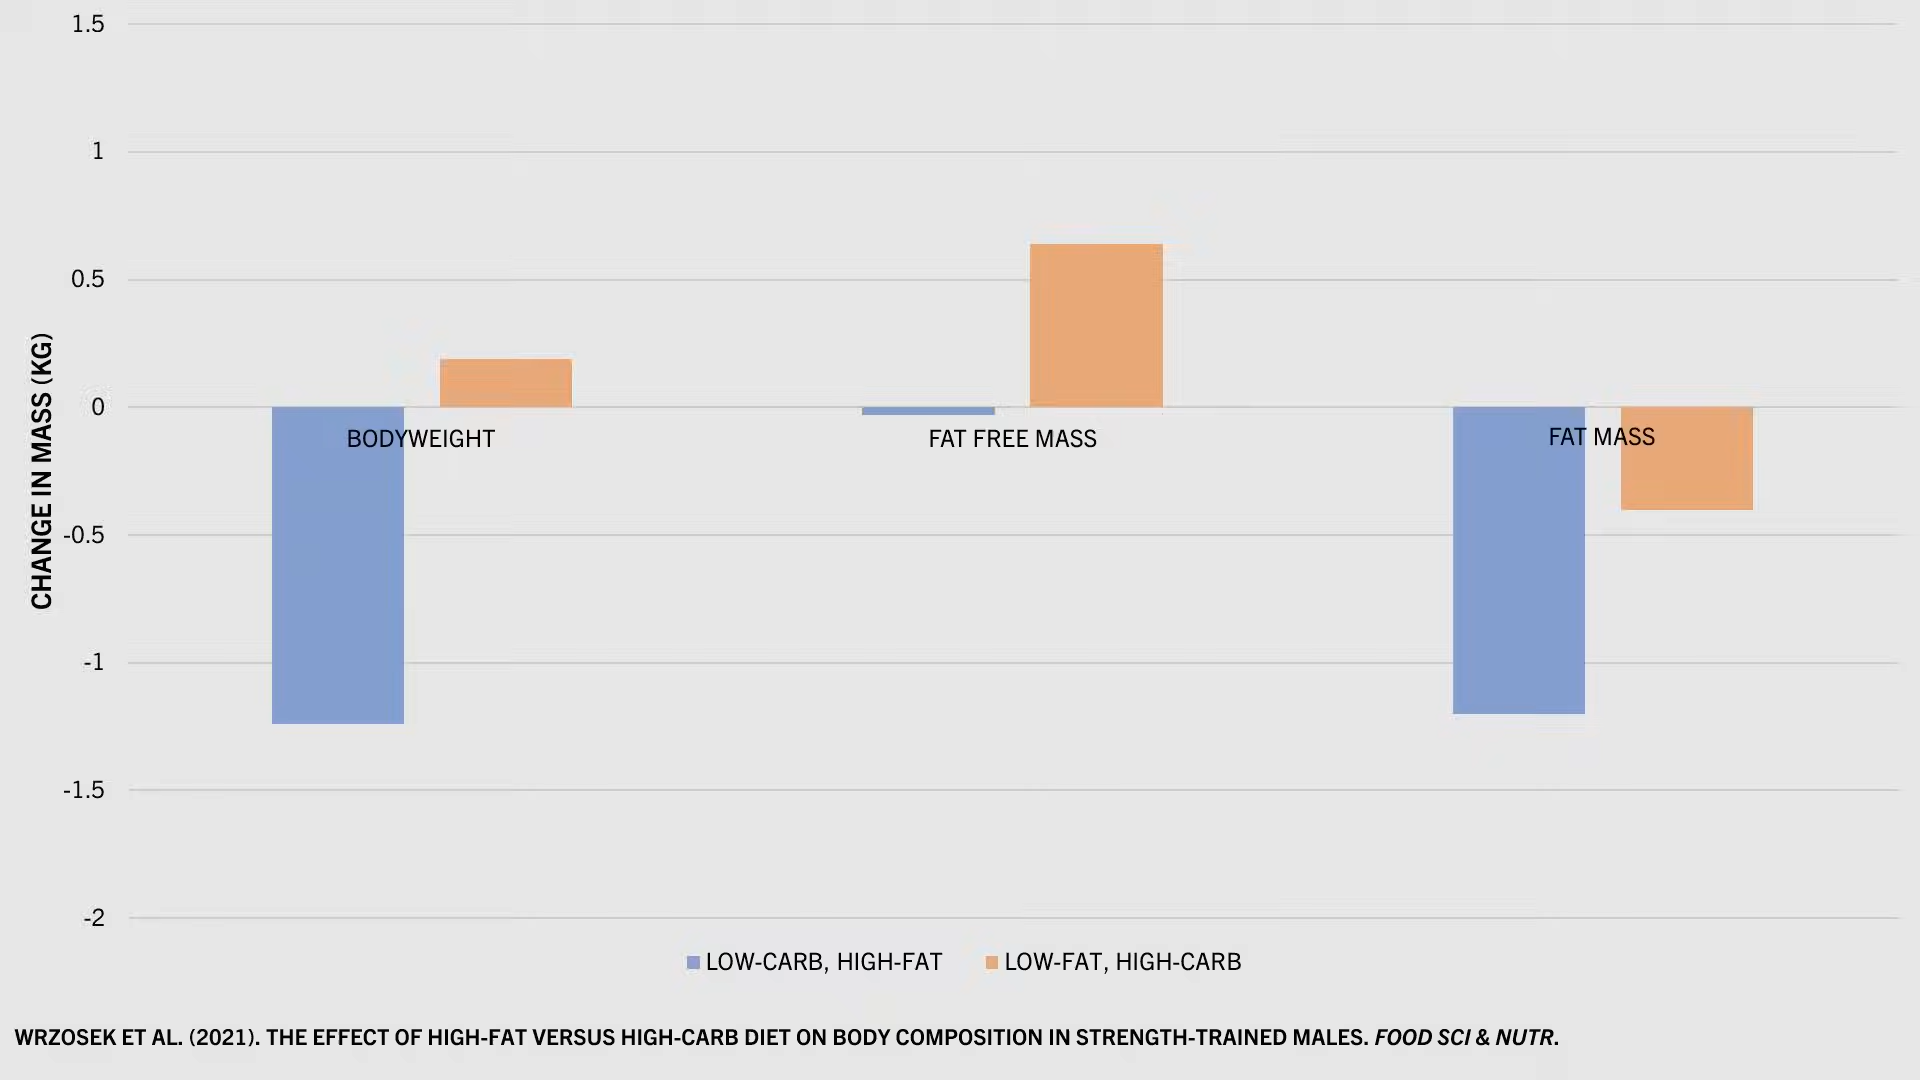 1.5
1
0.5
0
-0.5
-1
-1.5
-2
CHANGE IN MASS (KG)
BODYWEIGHT
FAT FREE MASS
FAT MASS
LOW-CARB, HIGH-FAT
LOW-FAT, HIGH-CARB
WRZOSEK ET AL. (2021). THE EFFECT OF HIGH-FAT VERSUS HIGH-CARB DIET ON BODY COMPOSITION IN STRENGTH-TRAINED MALES. FOOD SCI & NUTR.